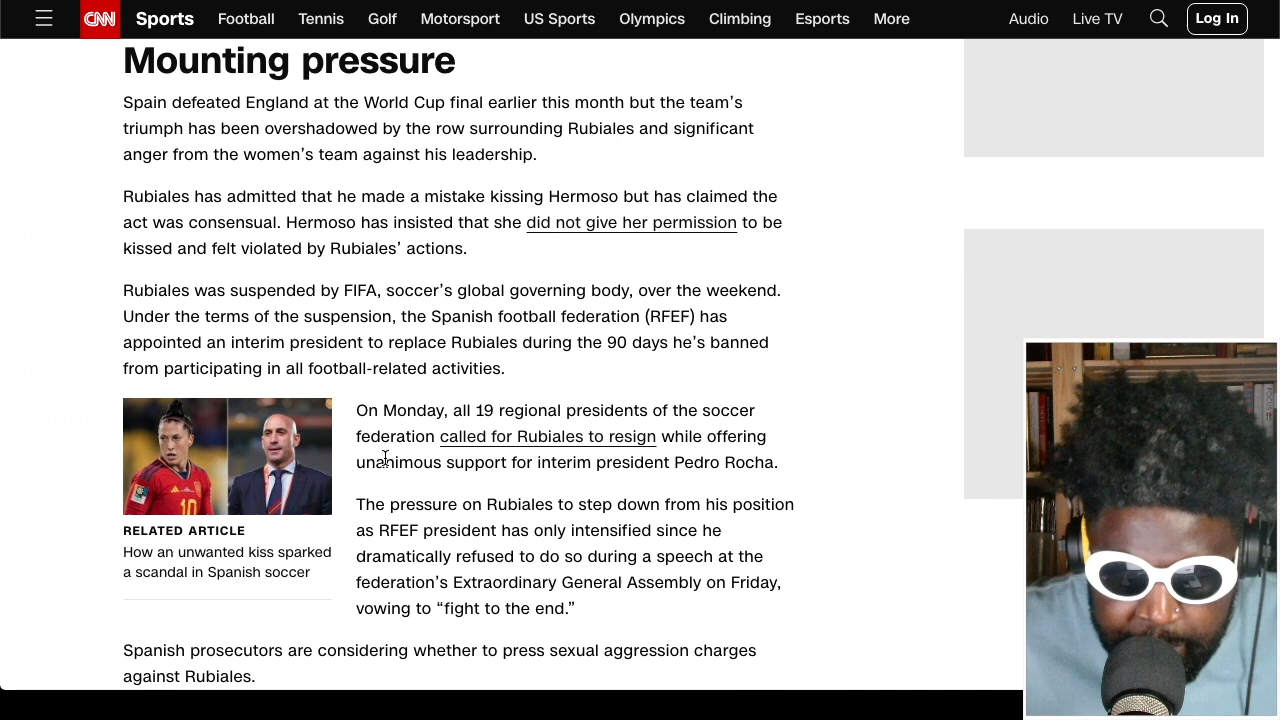 CNN Sports Football Tennis Golf Motorsport US Sports Olympics Climbing Esports More Audio Live TV Log In
Mounting pressure
Spain defeated England at the World Cup final earlier this month but the team’s
triumph has been overshadowed by the row surrounding Rubiales and significant
anger from the women’s team against his leadership.
Rubiales has admitted that he made a mistake kissing Hermoso but has claimed the
act was consensual. Hermoso has insisted that she did not give her permission to be
kissed and felt violated by Rubiales’ actions.
Rubiales was suspended by FIFA, soccer’s global governing body, over the weekend.
Under the terms of the suspension, the Spanish football federation (RFEF) has
appointed an interim president to replace Rubiales during the 90 days he’s banned
from participating in all football-related activities.
10
RELATED ARTICLE
How an unwanted kiss sparked
a scandal in Spanish soccer
On Monday, all 19 regional presidents of the soccer
federation called for Rubiales to resign while offering
unanimous support for interim president Pedro Rocha.
The pressure on Rubiales to step down from his position
as RFEF president has only intensified since he
dramatically refused to do so during a speech at the
federation’s Extraordinary General Assembly on Friday,
vowing to “fight to the end.”
Spanish prosecutors are considering whether to press sexual aggression charges
against Rubiales.